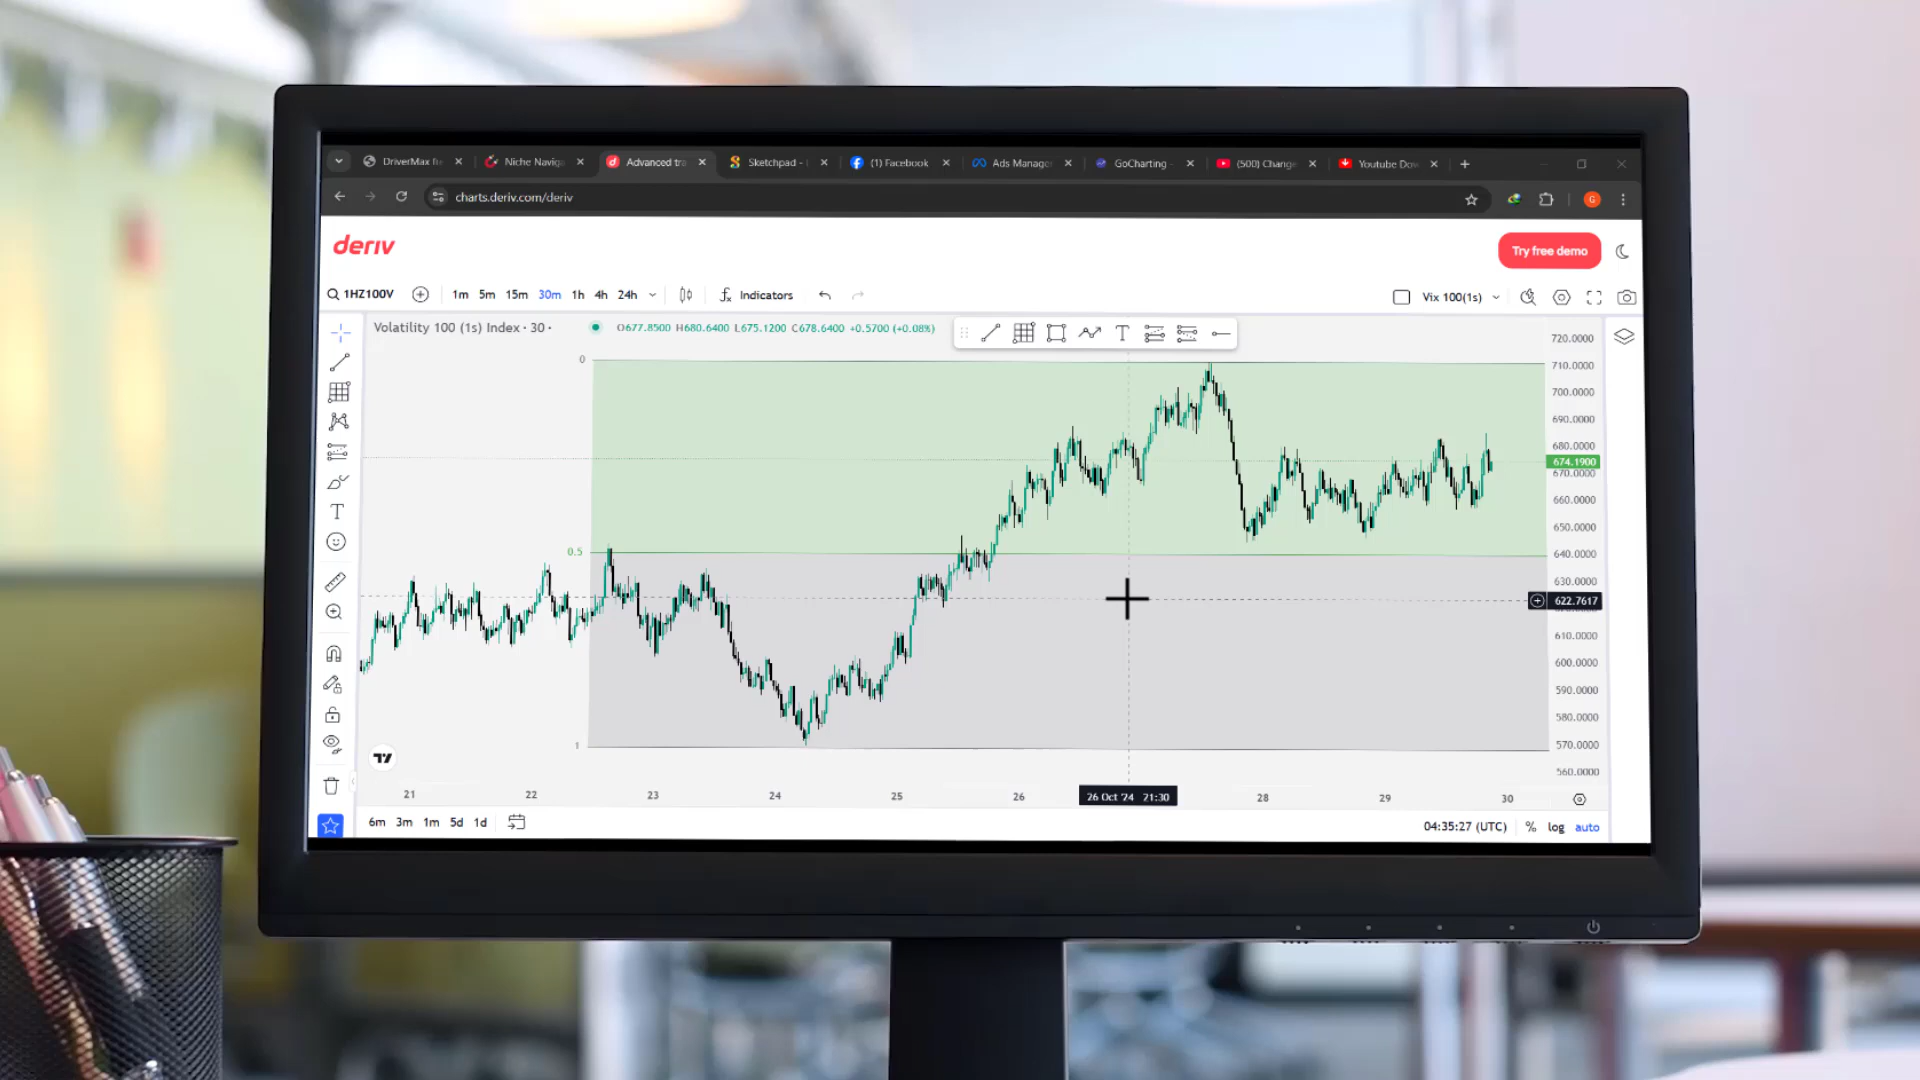 DriverMax
Niche Naviga
Advanced tra
Sketchpad -
(1) Facebook
Ads Manager
GoCharting -
(500) Change
Youtube Dow
charts.deriv.com/deriv
G
deriv
Try free demo
1HZ100V
1m 5m 15m 30m 1h 4h 24h
Indicators
Vix 100(1s)
Volatility 100 (1s) Index · 30 ·
O677.8500 H680.6400 L675.1200 C678.6400 +0.5700 (+0.08%)
T
T
0
0.5
1
720.0000
710.0000
700.0000
690.0000
680.0000
674.1900
670.0000
660.0000
650.0000
640.0000
630.0000
622.7617
610.0000
600.0000
590.0000
580.0000
570.0000
560.0000
21 22 23 24 25 26 26 Oct '24 21:30 28 29 30
6m 3m 1m 5d 1d
04:35:27 (UTC) % log auto